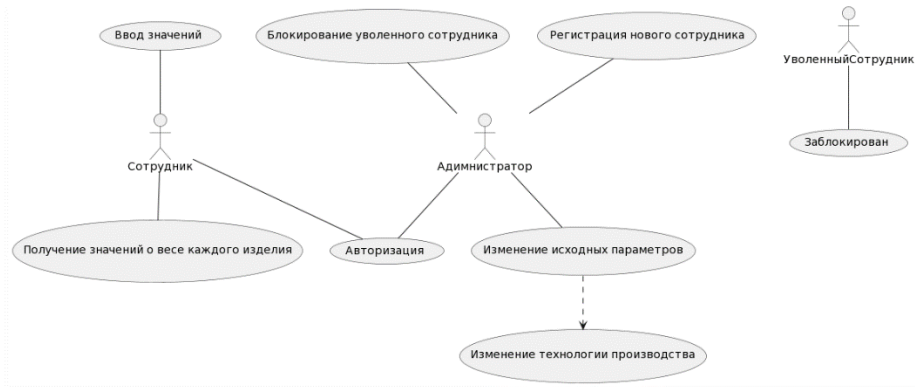 Ввод значений
Блокирование уволенного сотрудника
Регистрация нового сотрудника
УволенныйСотрудник
Заблокирован
Сотрудник
Адимнистратор
Получение значений о весе каждого изделия
Авторизация
Изменение исходных параметров
Изменение технологии производства